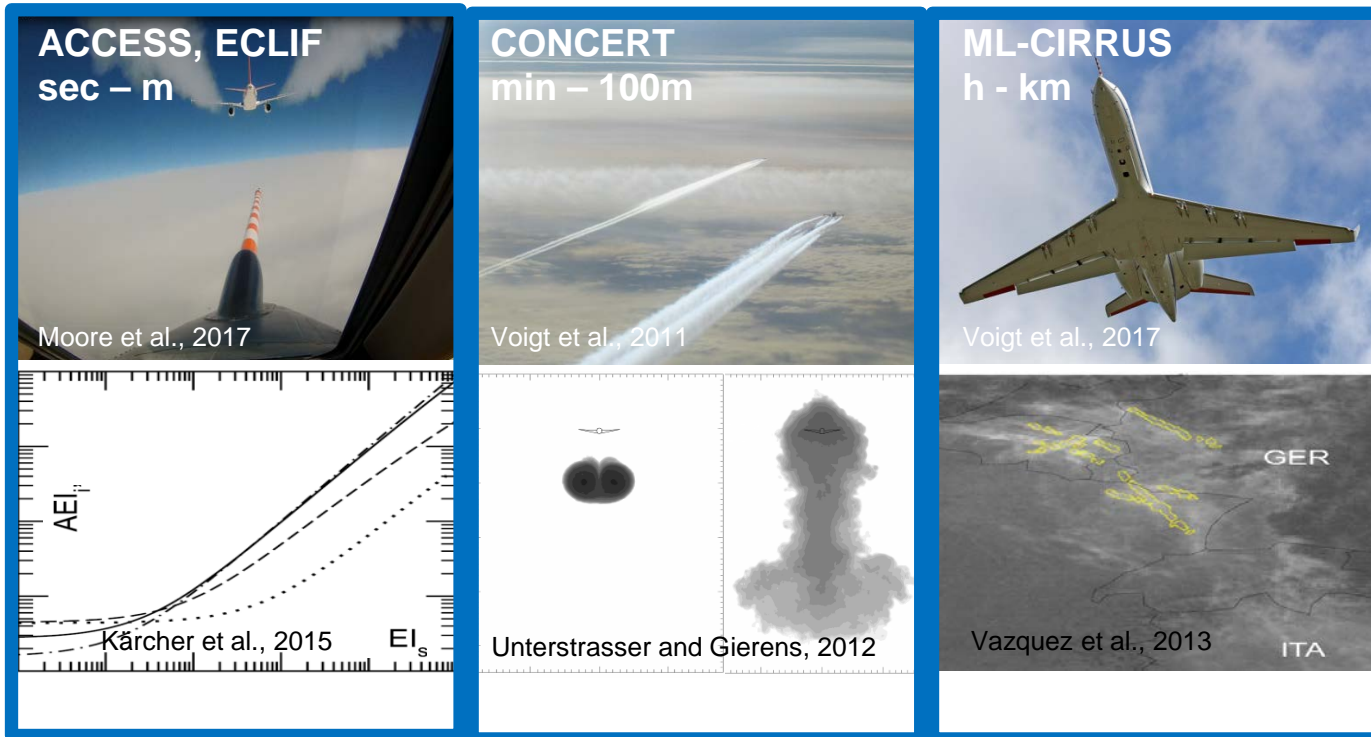 ACCESS, ECLIF
sec – m
Moore et al., 2017
AEI
Kärcher et al., 2015
EI s
CONCERT
min – 100m
Voigt et al., 2011
Unterstrasser and Gierens, 2012
ML-CIRRUS
h - km
Voigt et al., 2017
GER
Vazquez et al., 2013
ITA